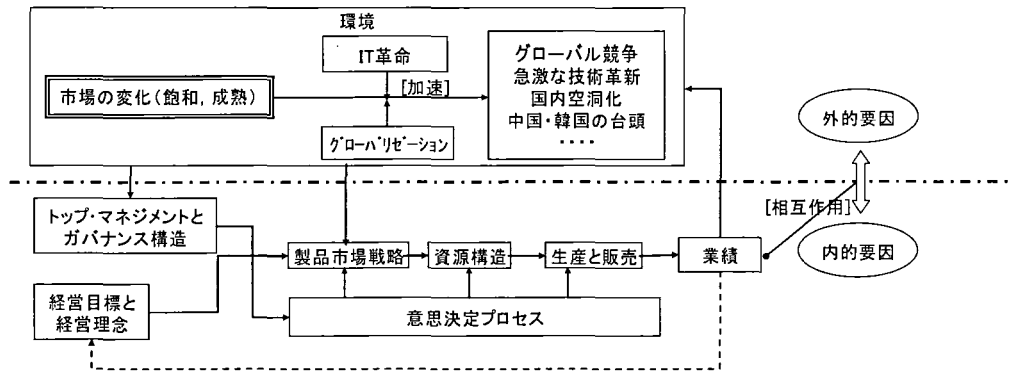 環境
IT革命
グローバル競争
急激な技術革新
国内空洞化
中国・韓国の台頭
････
市場の変化(飽和,成熟)
[加速]
ｸﾞﾛｰﾊﾞﾘｾﾞｰｼｮﾝ
外的要因
[相互作用]
内的要因
トップ・マネジメントと
ガバナンス構造
製品市場戦略
資源構造
生産と販売
業績
経営目標と
経営理念
意思決定プロセス